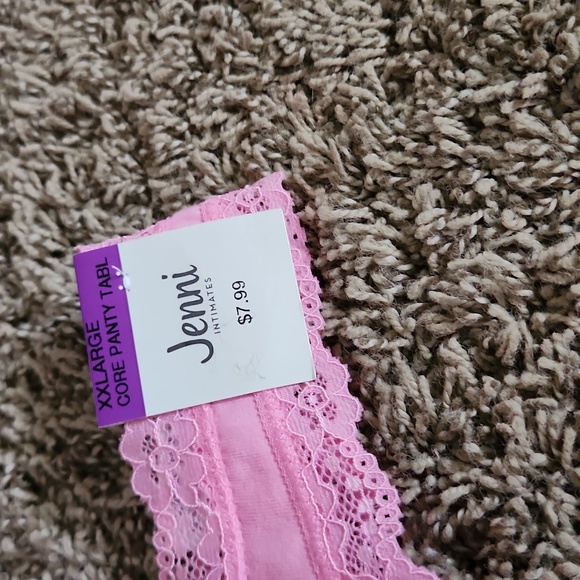 XXLARGE
CORE PANTY TABL
Jenni
INTIMATES
$7.99